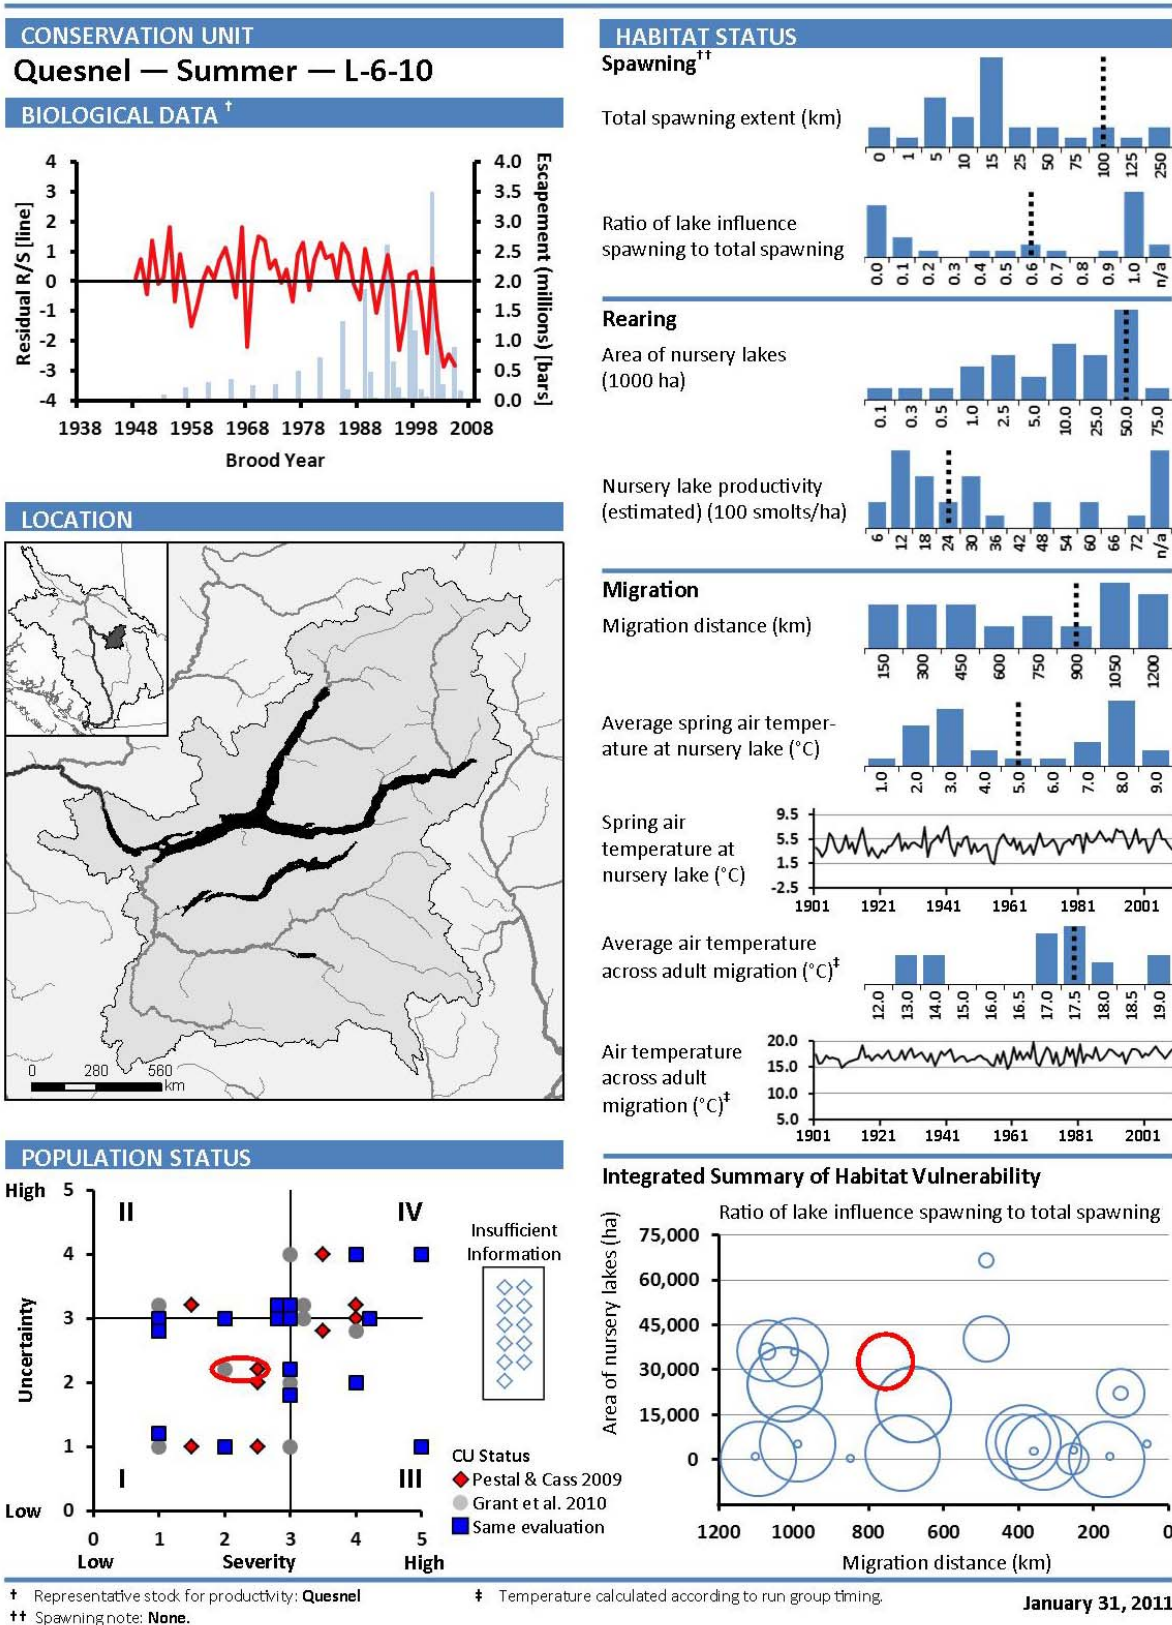 CONSERVATION UNIT
Quesnel — Summer — L-6-10
BIOLOGICAL DATA †
4
3
2
1
0
-1
-2
-3
-4
Residual R/S [line]
4.0
3.5
3.0
2.5
2.0
1.5
1.0
0.5
0.0
Escapement (millions) [bars]
1938 1948 1958 1968 1978 1988 1998 2008
Brood Year
LOCATION
0 280 560
km
POPULATION STATUS
High
5
4
3
2
1
0
Low
Uncertainty
II
IV
I
III
0 1 2 3 4 5
Low Severity High
Insufficient
Information
CU Status
Pestal & Cass 2009
Grant et al. 2010
Same evaluation
HABITAT STATUS
Spawning††
Total spawning extent (km)
0 1 5 10 15 25 50 75 100 125 250
Ratio of lake influence
spawning to total spawning
0.0 0.1 0.2 0.3 0.4 0.5 0.6 0.7 0.8 0.9 1.0 n/a
Rearing
Area of nursery lakes
(1000 ha)
0.1 0.3 0.5 1.0 2.5 5.0 10.0 25.0 50.0 75.0
Nursery lake productivity
(estimated) (100 smolts/ha)
6 12 18 24 30 36 42 48 54 60 66 72 n/a
Migration
Migration distance (km)
150 300 450 600 750 900 1050 1200
Average spring air temper-
ature at nursery lake (°C)
1.0 2.0 3.0 4.0 5.0 6.0 7.0 8.0 9.0
Spring air
temperature at
nursery lake (°C)
9.5
5.5
1.5
-2.5
1901 1921 1941 1961 1981 2001
Average air temperature
across adult migration (°C)‡
12.0 13.0 14.0 15.0 16.0 16.5 17.0 17.5 18.0 18.5 19.0
Air temperature
across adult
migration (°C)‡
20.0
15.0
10.0
5.0
1901 1921 1941 1961 1981 2001
Integrated Summary of Habitat Vulnerability
Ratio of lake influence spawning to total spawning
75,000
60,000
45,000
30,000
15,000
0
Area of nursery lakes (ha)
1200 1000 800 600 400 200 0
Migration distance (km)
† Representative stock for productivity: Quesnel
‡ Temperature calculated according to run group timing.
†† Spawning note: None.
January 31, 2011